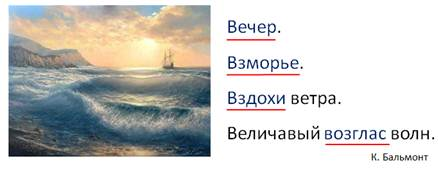 Вечер.
Взморье.
Вздохи ветра.
Величавый возглас волн.
К. Бальмонт